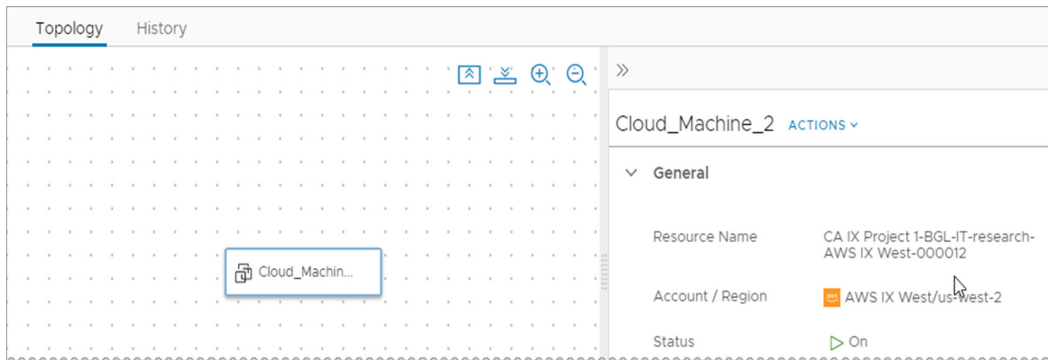 Topology History
Cloud_Machin...
Cloud_Machine_2 ACTIONS
General
Resource Name
CA IX Project 1-BGL-IT-research-
AWS IX West-000012
Account / Region
AWS IX West/us-west-2
Status
On